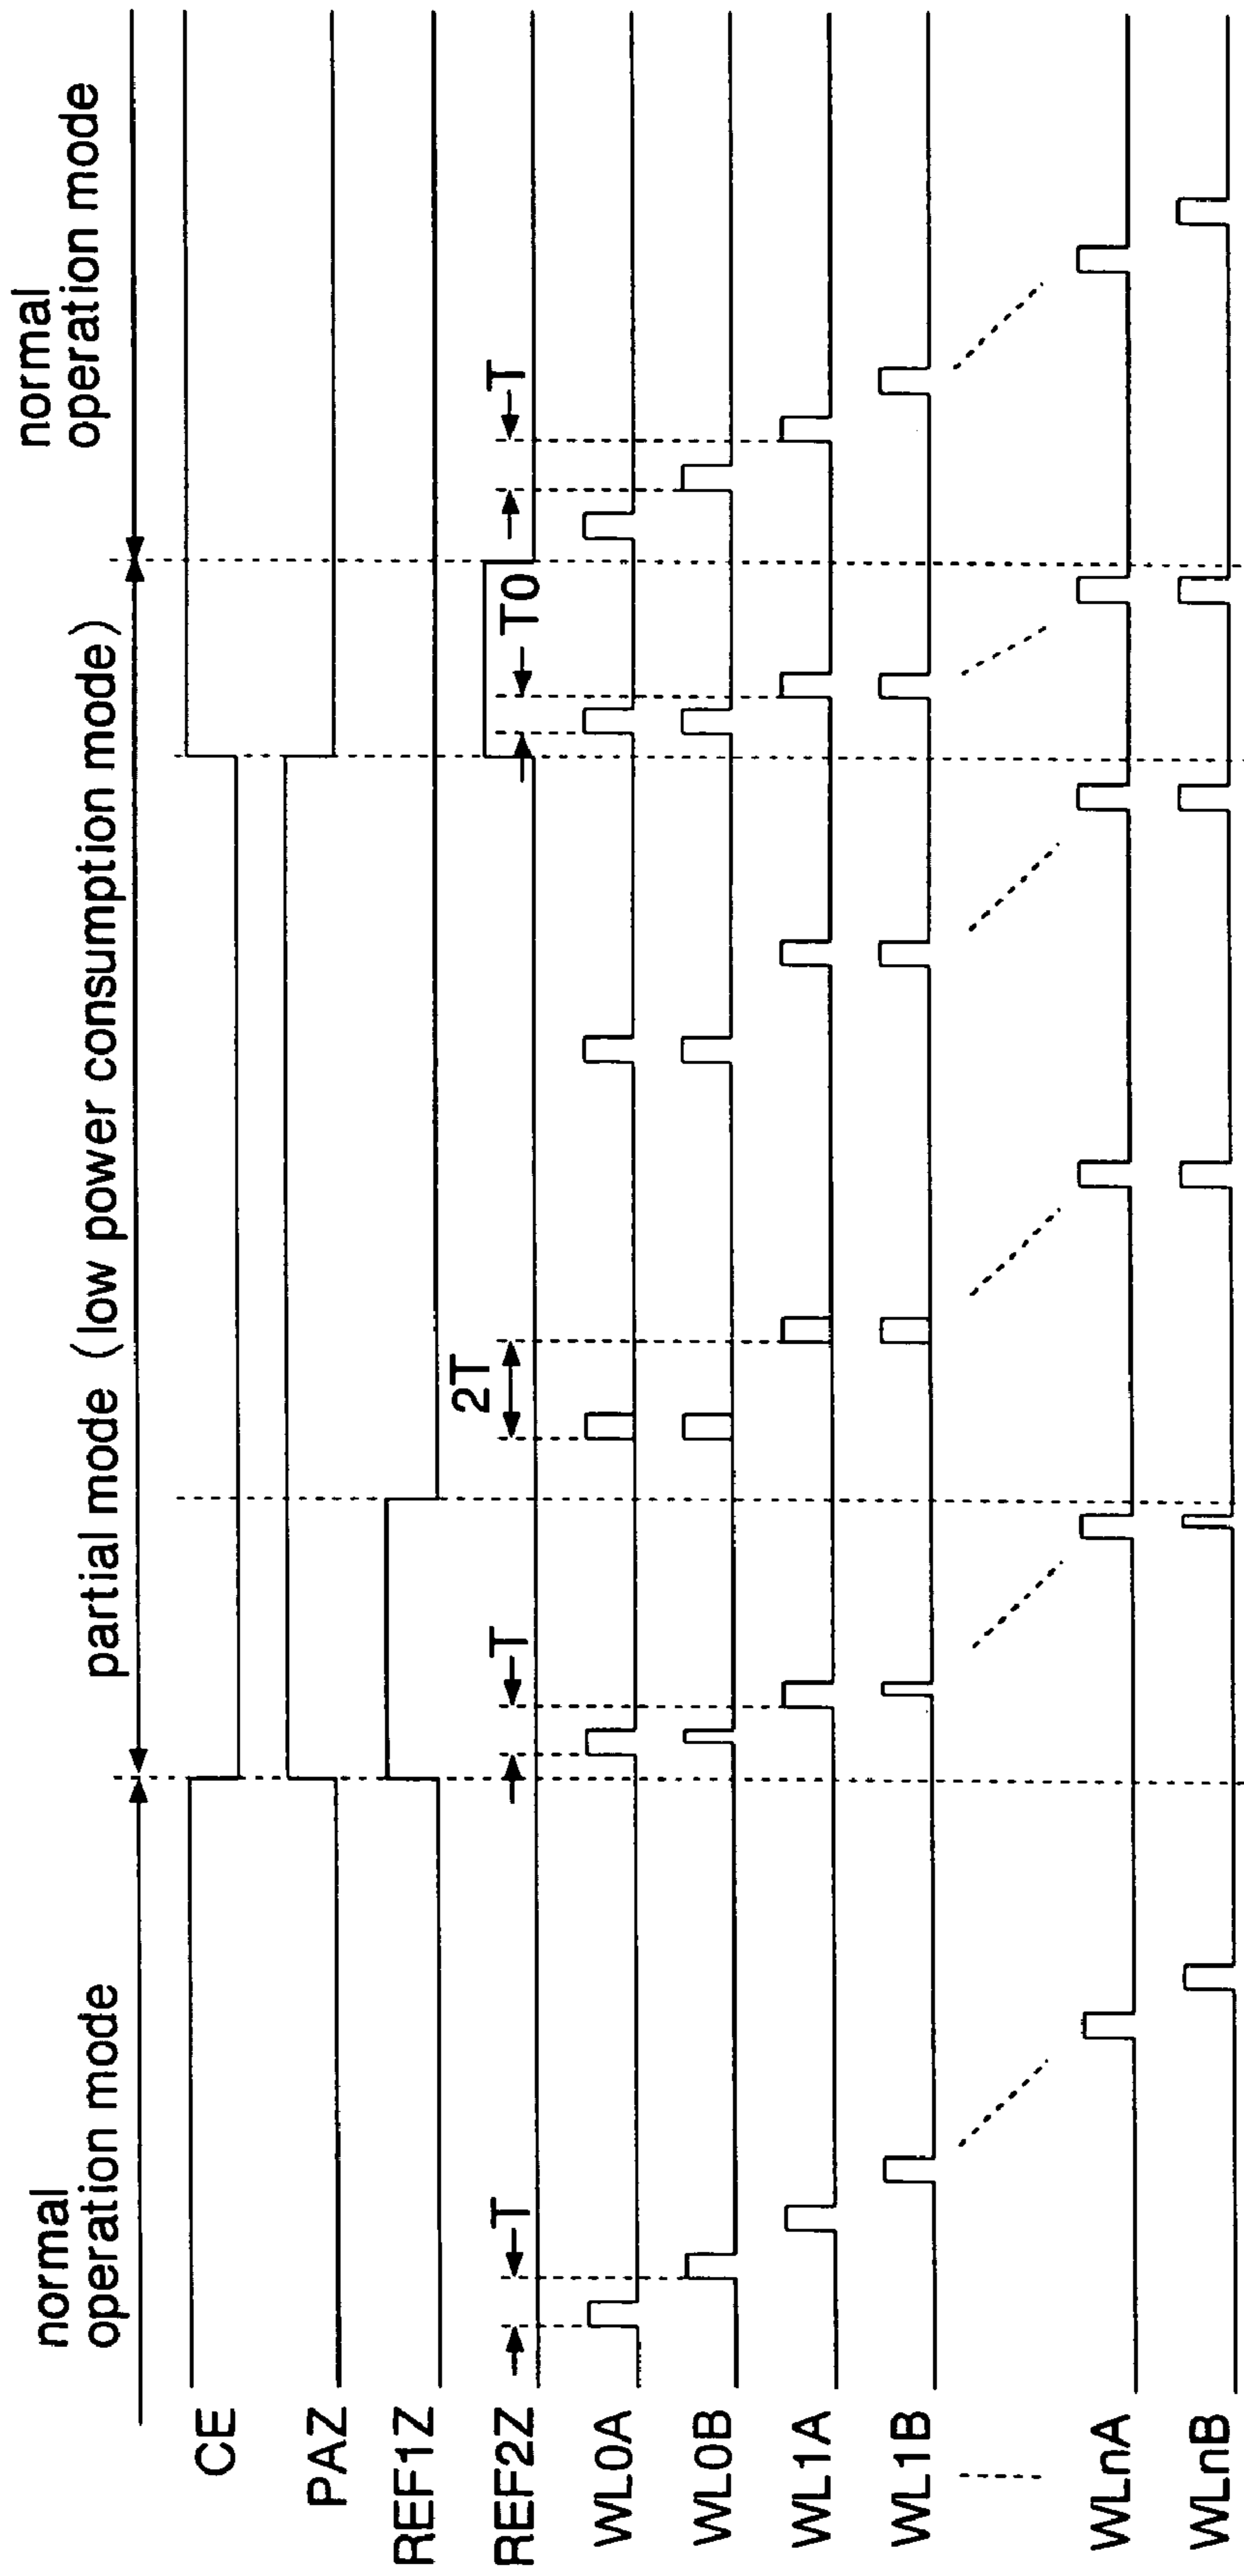 normal
operation mode
partial mode (low power consumption mode)
normal
operation mode
CE
PAZ
REF1Z
REF2Z
T
T
2T
T0
T
WL0A
WL0B
WL1A
WL1B
WLnA
WLnB